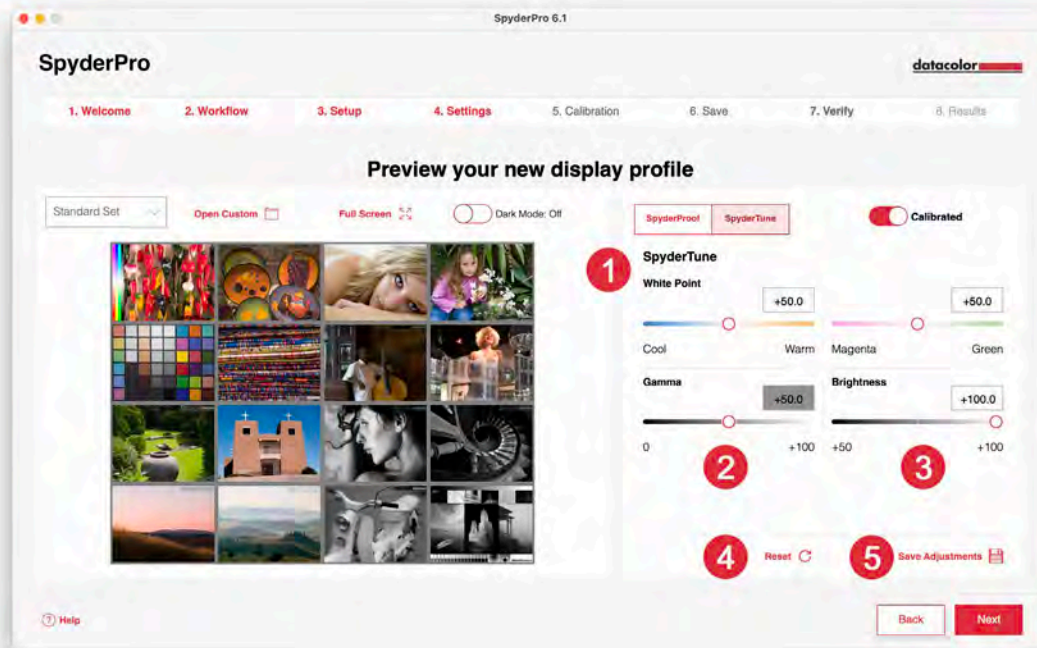 SpyderPro 6.1
SpyderPro
datacolor
1. Welcome 2. Workflow 3. Setup 4. Settings 5. Calibration 6. Save 7. Verify 8. Results
Preview your new display profile
Standard Set Open Custom Full Screen Dark Mode: Off SpyderProof SpyderTune Calibrated
1
SpyderTune
White Point
+50.0 +50.0
Cool Warm Magenta Green
Gamma Brightness
+50.0 +100.0
0 +100 +50 +100
2 3
4 Reset 5 Save Adjustments
? Help Back Next